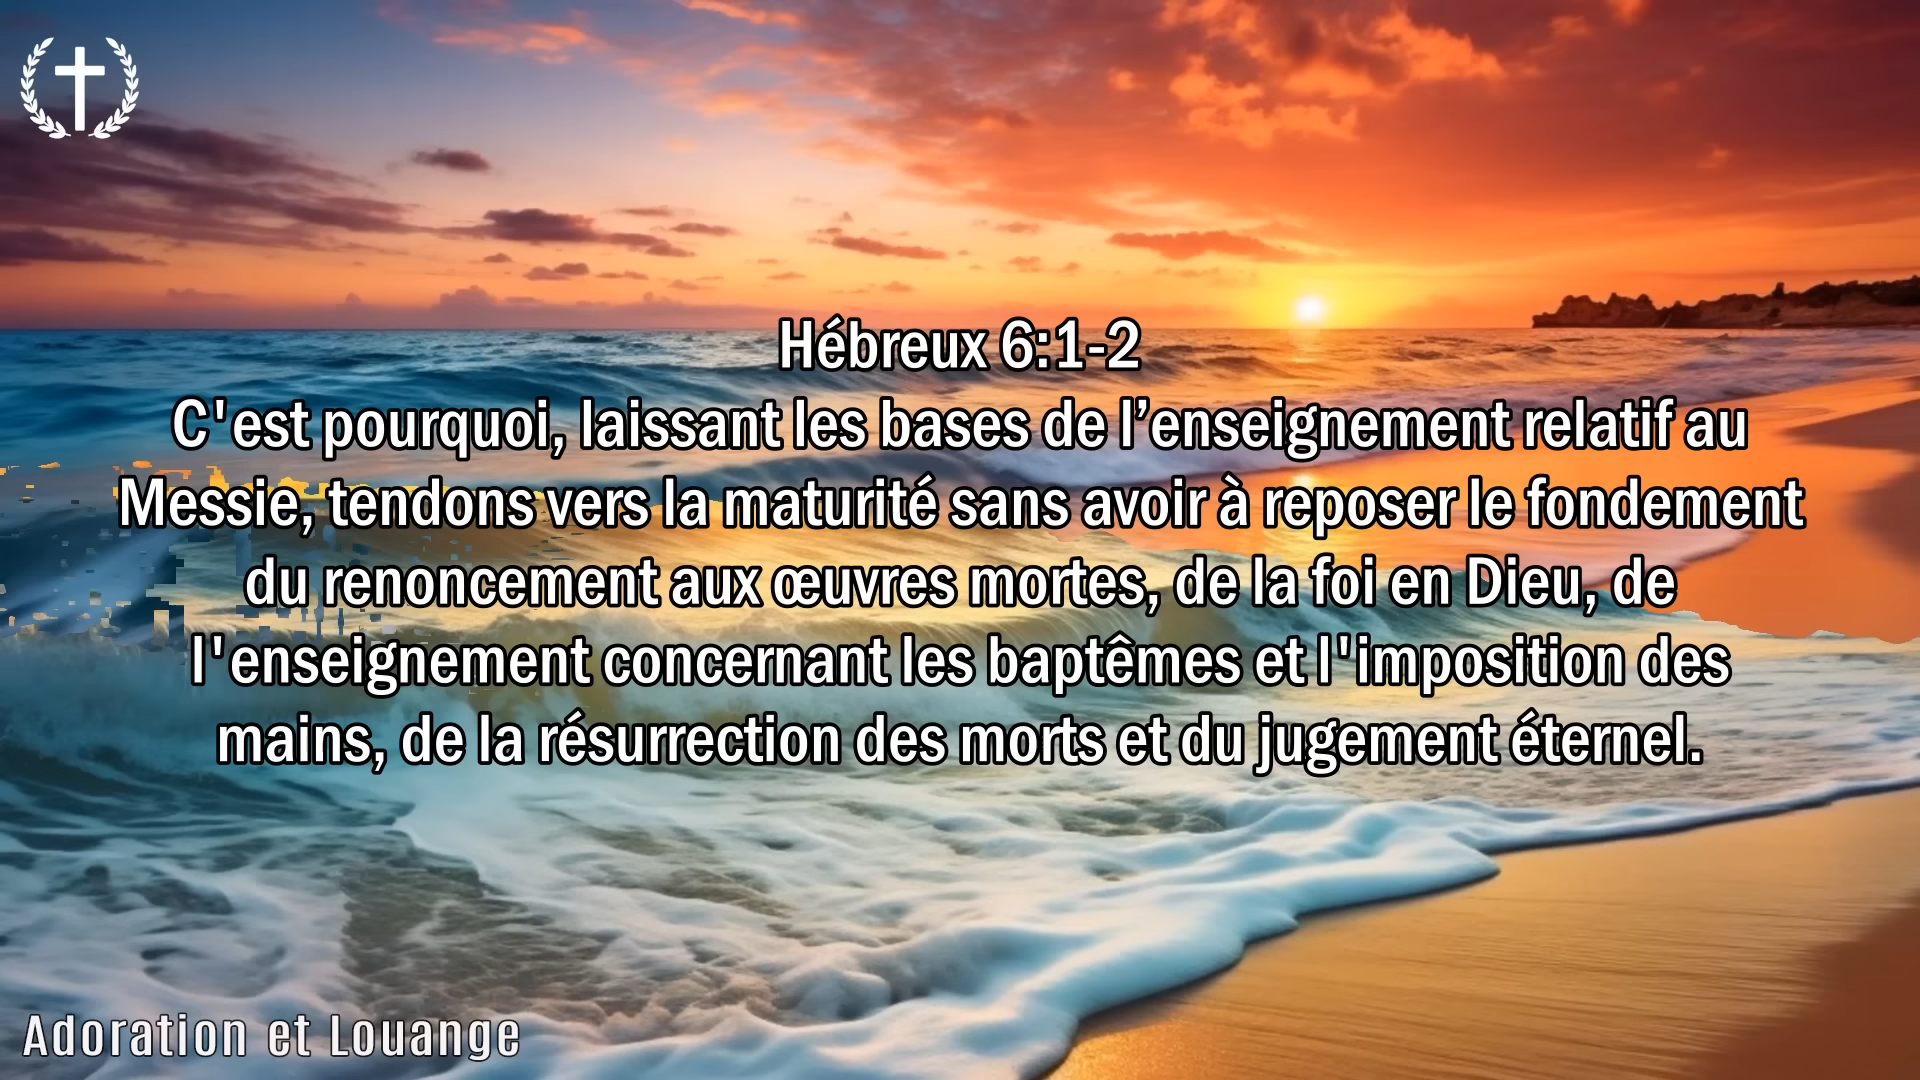 Hébreux 6:1-2
C'est pourquoi, laissant les bases de l’enseignement relatif au
Messie, tendons vers la maturité sans avoir à reposer le fondement
du renoncement aux œuvres mortes, de la foi en Dieu, de
l'enseignement concernant les baptêmes et l'imposition des
mains, de la résurrection des morts et du jugement éternel.
Adoration et Louange